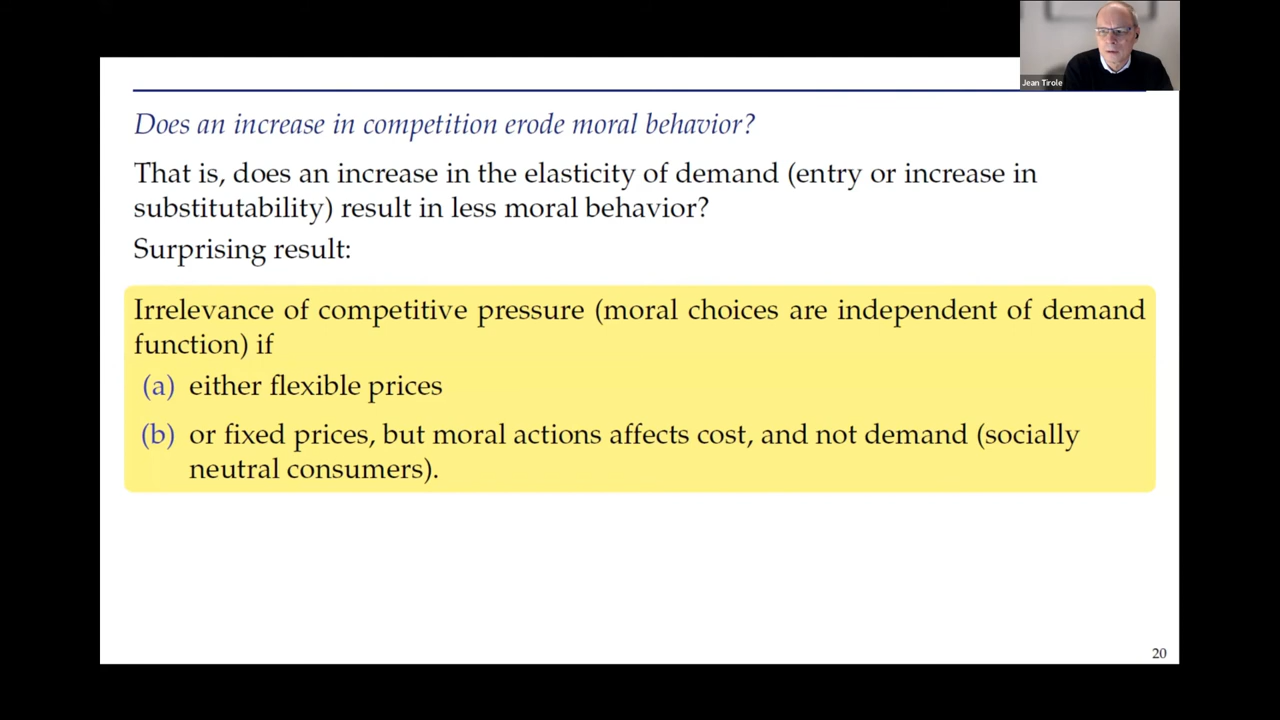 Jean Tirole
Does an increase in competition erode moral behavior?
That is, does an increase in the elasticity of demand (entry or increase in
substitutability) result in less moral behavior?
Surprising result:
Irrelevance of competitive pressure (moral choices are independent of demand
function) if
(a) either flexible prices
(b) or fixed prices, but moral actions affects cost, and not demand (socially
neutral consumers).
20